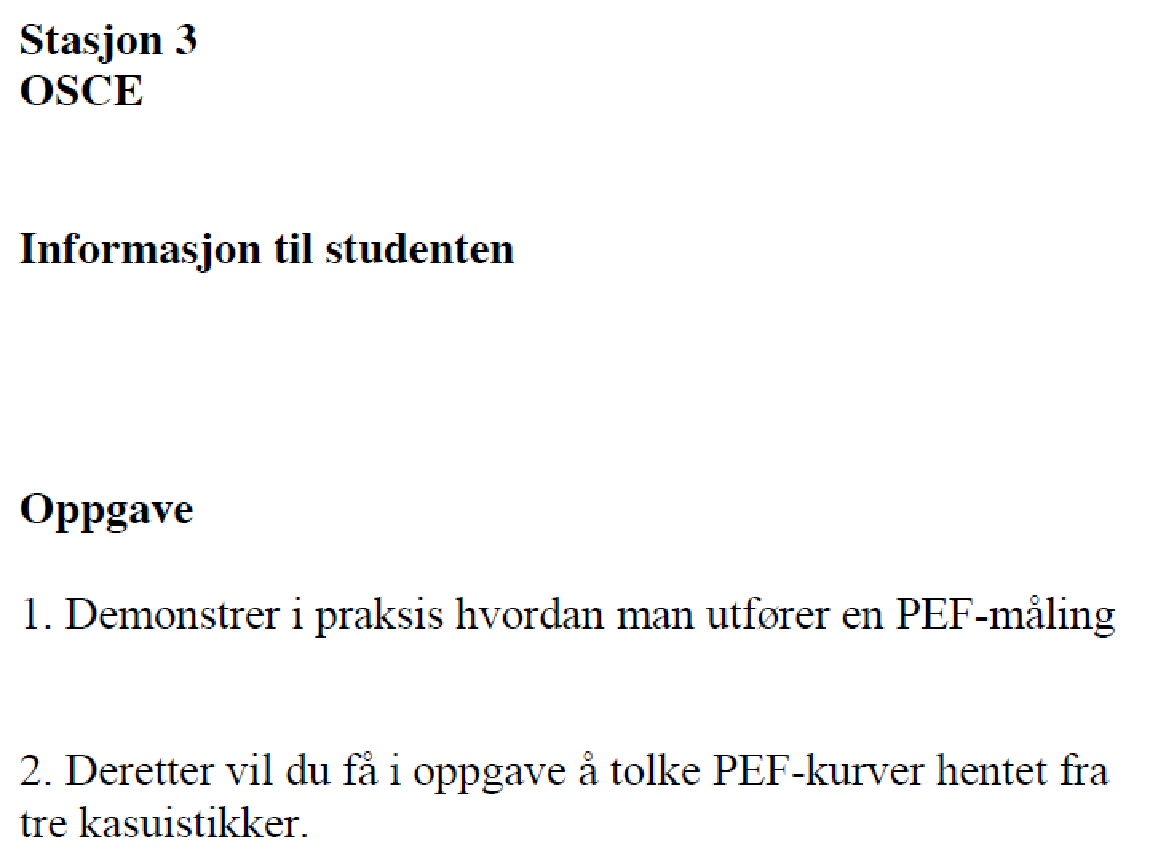 Stasjon 3
OSCE
Informasjon til studenten
Oppgave
1. Demonstrer i praksis hvordan man utfører en PEF-måling
2. Deretter vil du få i oppgave å tolke PEF-kurver hentet fra
tre kasuistikker.